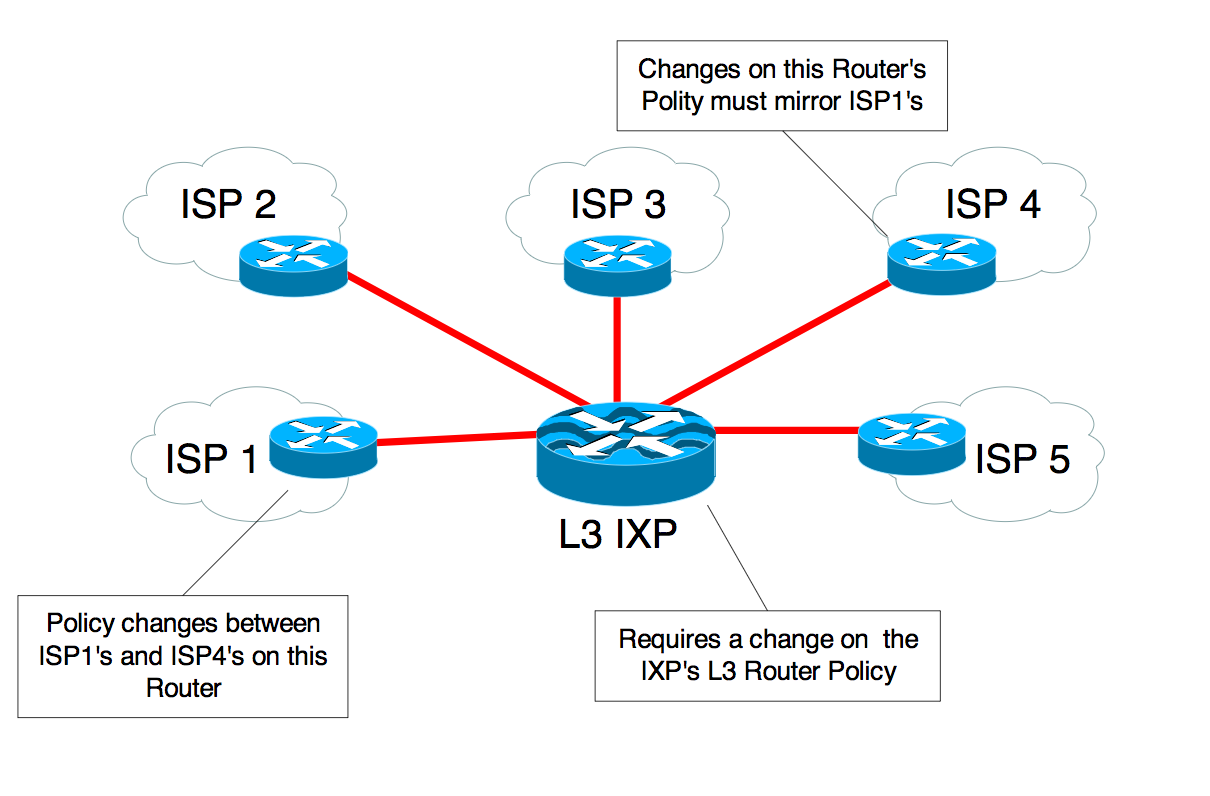 Changes on this Router's
Polity must mirror ISP1's
ISP 2
ISP 3
ISP 4
ISP 1
ISP 5
L3 IXP
Policy changes between
ISP1's and ISP4's on this
Router
Requires a change on  the
IXP's L3 Router Policy